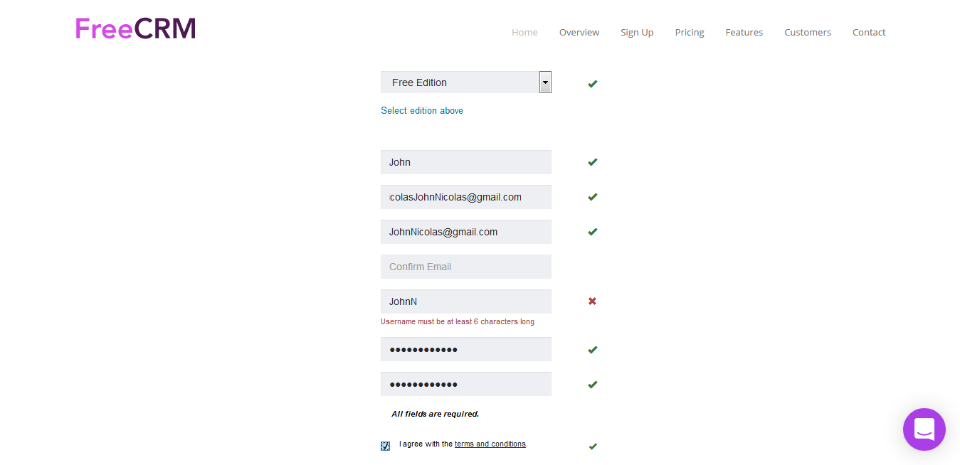 FreeCRM
Home Overview Sign Up Pricing Features Customers Contact
Free Edition
Select edition above
John
colasJohnNicolas@gmail.com
JohnNicolas@gmail.com
Confirm Email
JohnN
Username must be at least 6 characters long
••••••••••••
••••••••••••
All fields are required.
I agree with the terms and conditions.